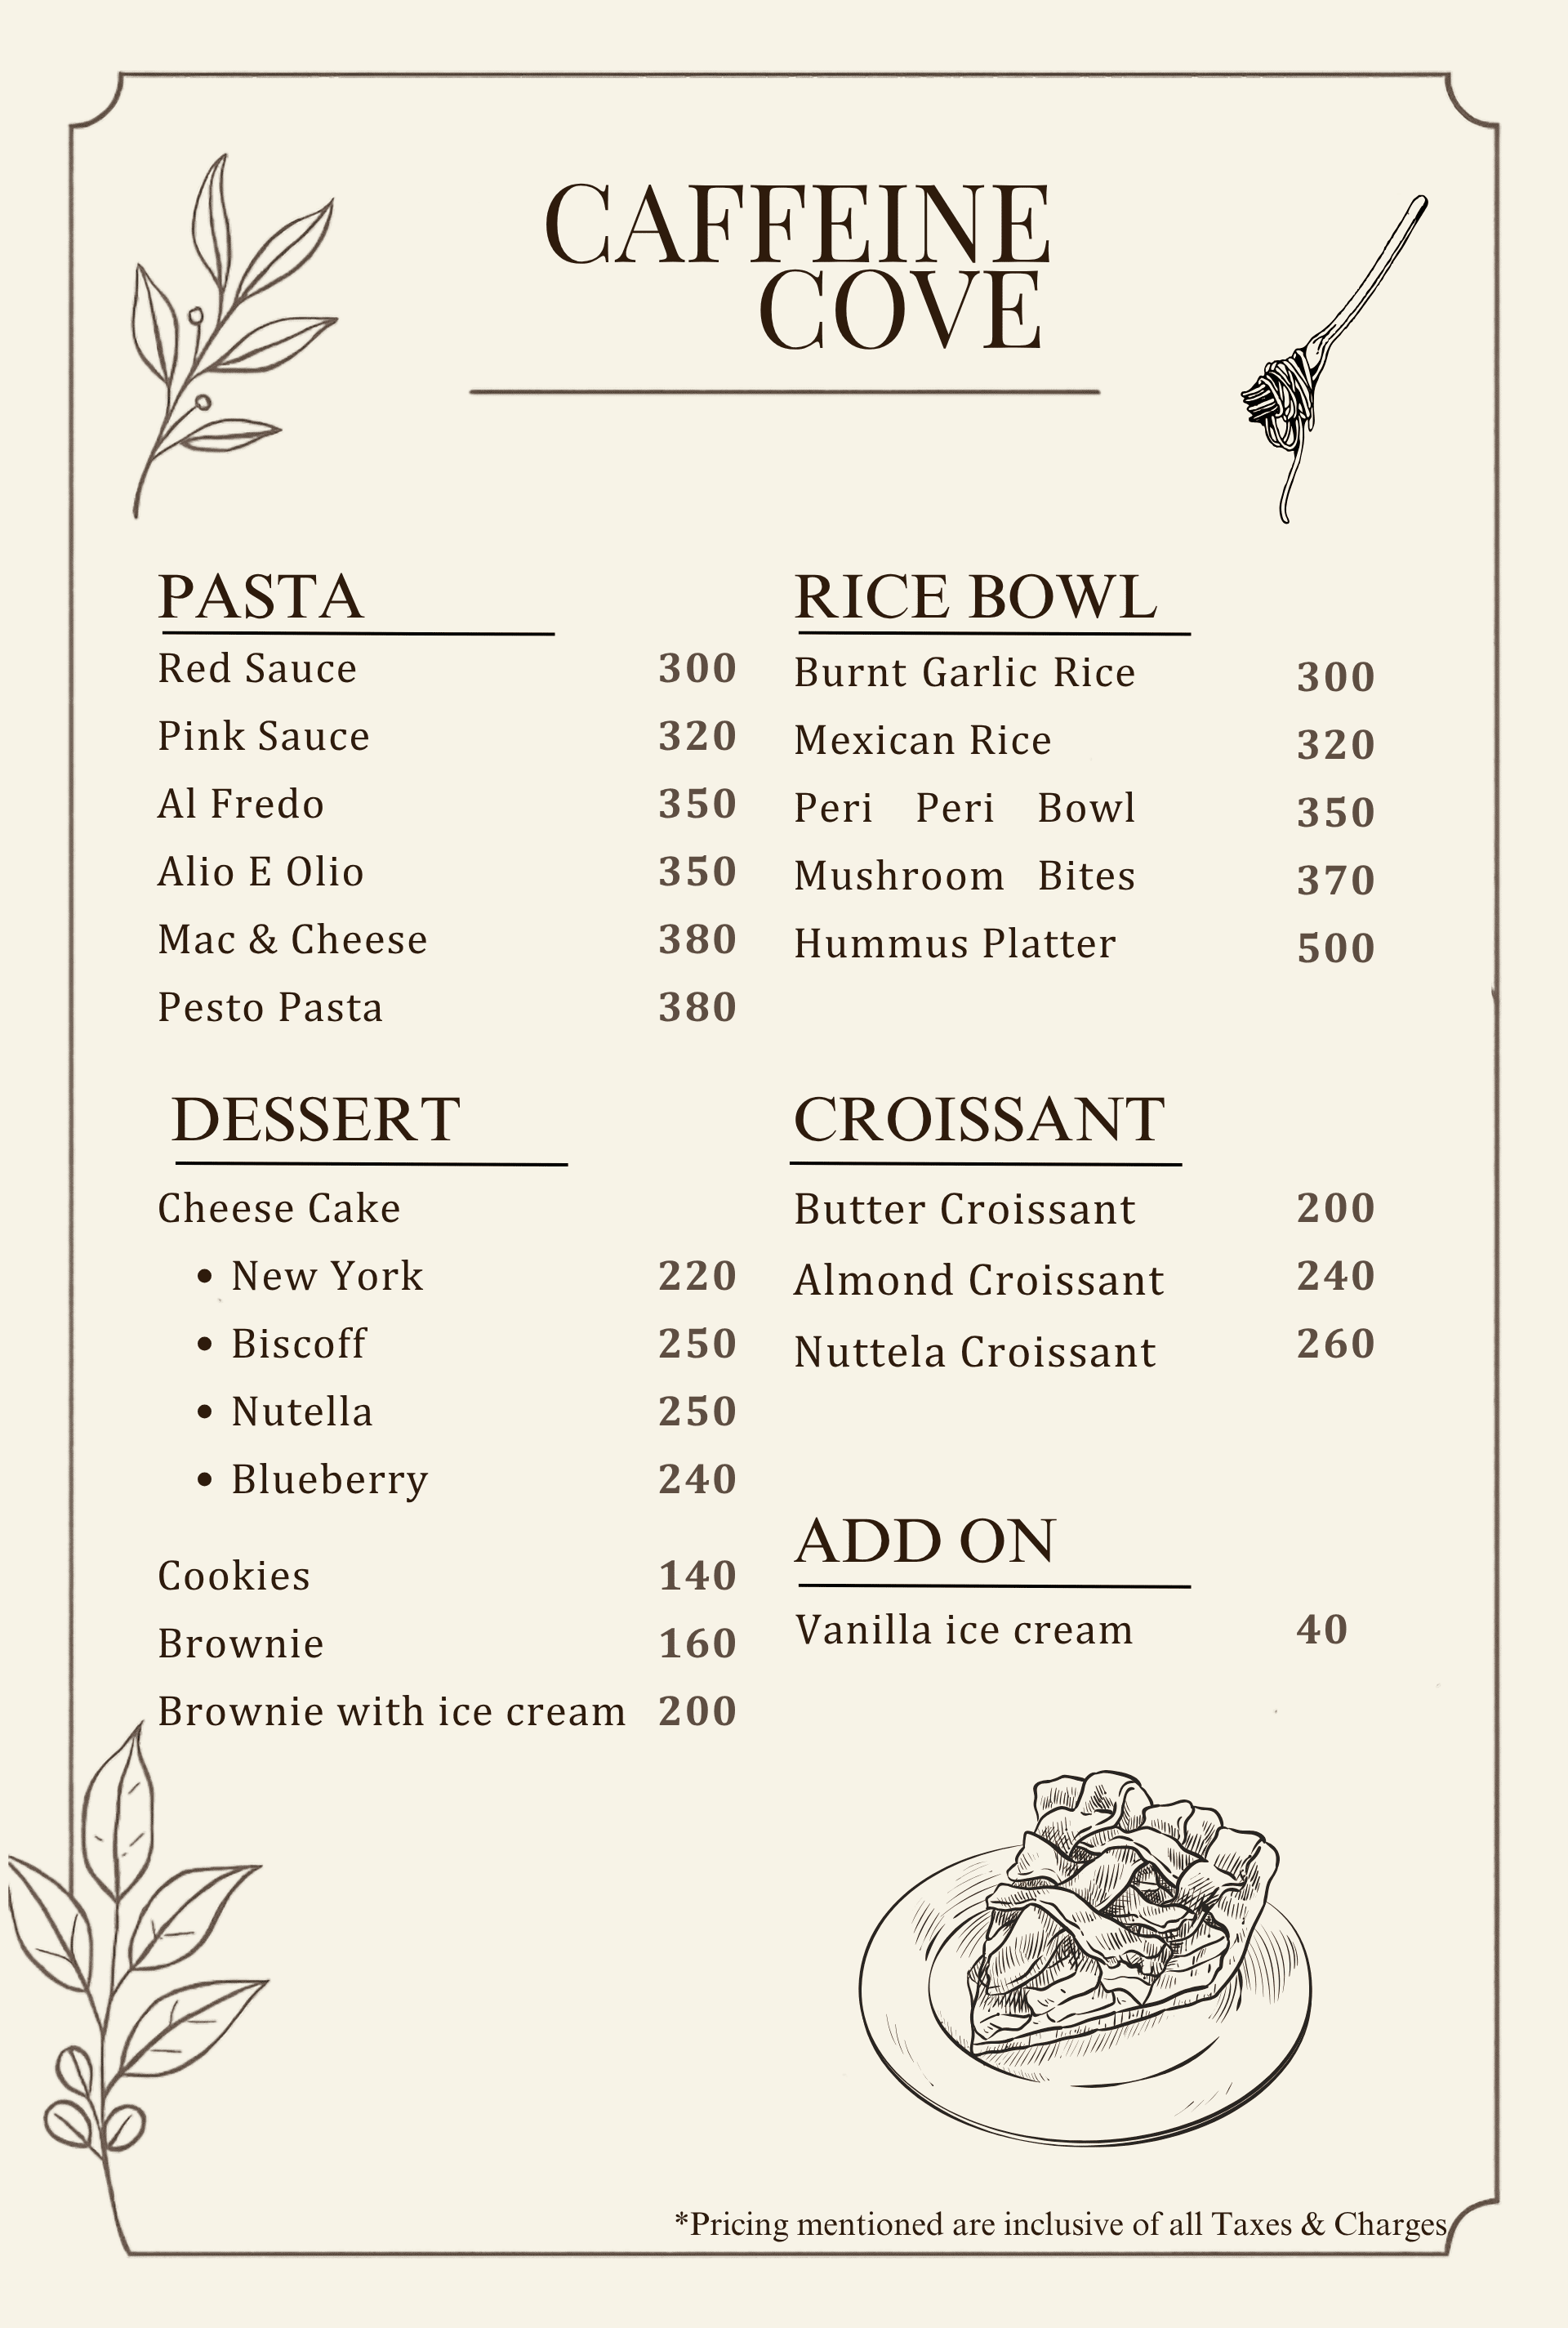 CAFFEINE
COVE
PASTA
Red Sauce 300
Pink Sauce 320
Al Fredo 350
Alio E Olio 350
Mac & Cheese 380
Pesto Pasta 380
RICE BOWL
Burnt Garlic Rice 300
Mexican Rice 320
Peri Peri Bowl 350
Mushroom Bites 370
Hummus Platter 500
DESSERT
Cheese Cake
• New York 220
• Biscoff 250
• Nutella 250
• Blueberry 240
Cookies 140
Brownie 160
Brownie with ice cream 200
CROISSANT
Butter Croissant 200
Almond Croissant 240
Nuttela Croissant 260
ADD ON
Vanilla ice cream 40
*Pricing mentioned are inclusive of all Taxes & Charges